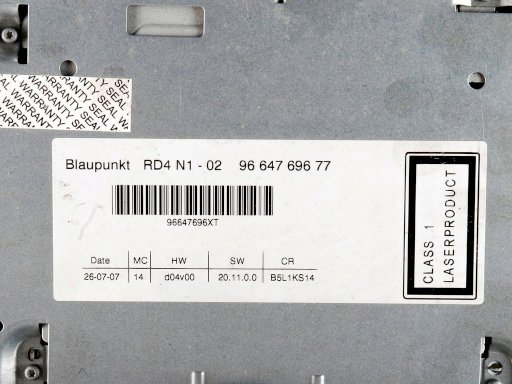 WARRANTY SEAL WARRANTY SEAL
Blaupunkt RD4 N1 - 02 96 647 696 77
96647696XT
Date MC HW SW CR
26-07-07 14 d04v00 20.11.0.0 B5L1KS14
CLASS 1
LASERPRODUCT